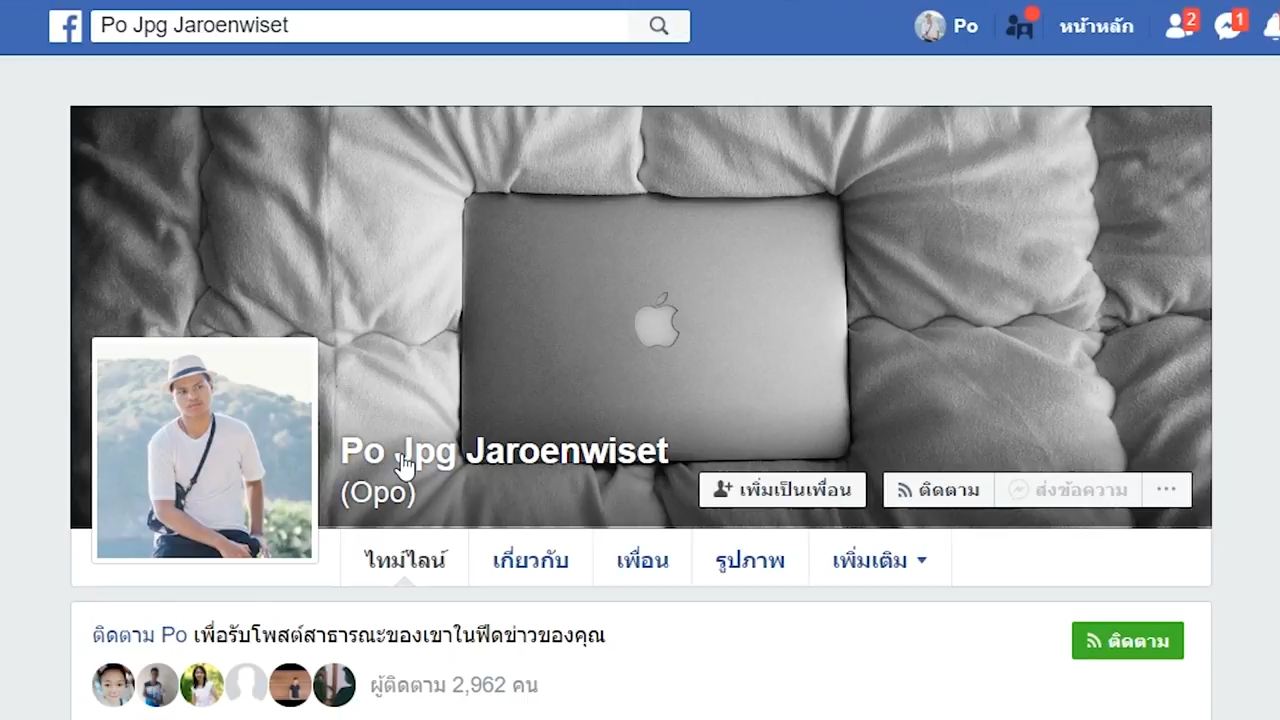 Po Jpg Jaroenwiset
Po
หน้าหลัก
2
1
Po Jpg Jaroenwiset
(Opo)
เพิ่มเป็นเพื่อน
ติดตาม
ส่งข้อความ
ไทม์ไลน์
เกี่ยวกับ
เพื่อน
รูปภาพ
เพิ่มเติม
ติดตาม Po เพื่อรับโพสต์สาธารณะของเขาในฟีดข่าวของคุณ
ติดตาม
ผู้ติดตาม 2,962 คน